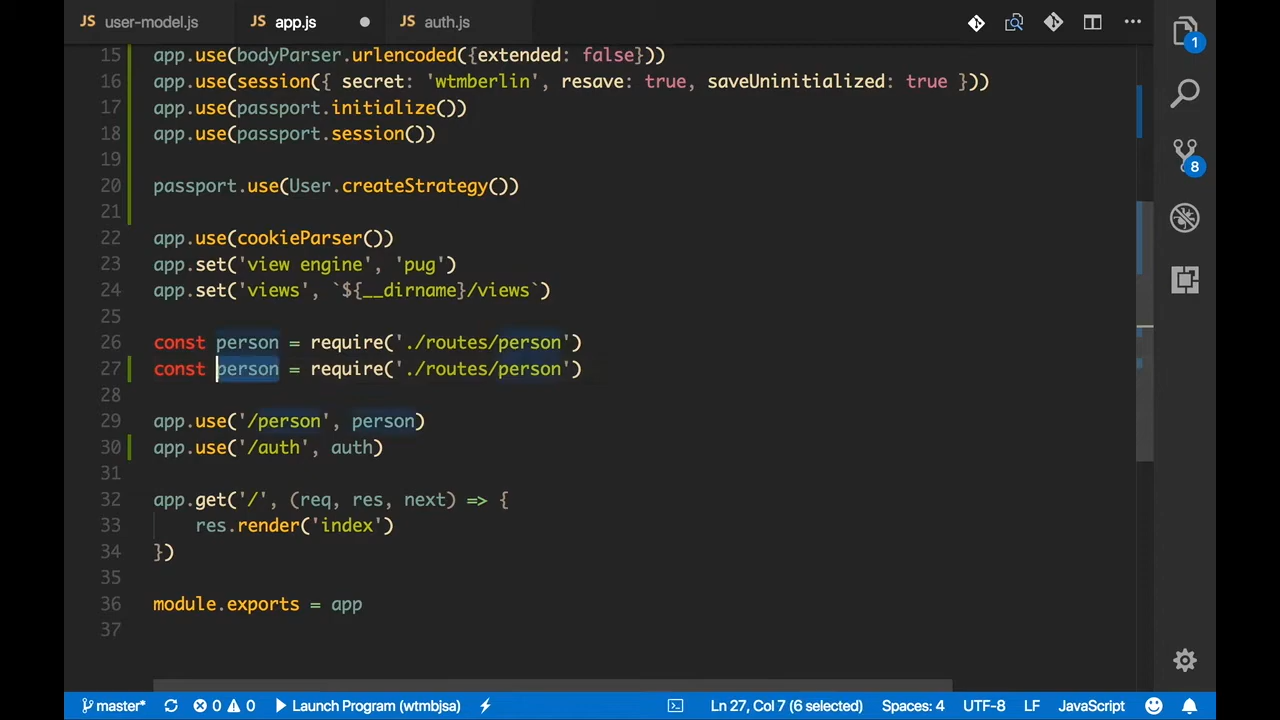 JS user-model.js JS app.js JS auth.js
15 app.use(bodyParser.urlencoded({extended: false}))
16 app.use(session({ secret: 'wtmberlin', resave: true, saveUninitialized: true }))
17 app.use(passport.initialize())
18 app.use(passport.session())
19
20 passport.use(User.createStrategy())
21
22 app.use(cookieParser())
23 app.set('view engine', 'pug')
24 app.set('views', `${__dirname}/views`)
25
26 const person = require('./routes/person')
27 const person = require('./routes/person')
28
29 app.use('/person', person)
30 app.use('/auth', auth)
31
32 app.get('/', (req, res, next) => {
33 res.render('index')
34 })
35
36 module.exports = app
37
1
8
master* 0 0 Launch Program (wtmbjsa) Ln 27, Col 7 (6 selected) Spaces: 4 UTF-8 LF JavaScript